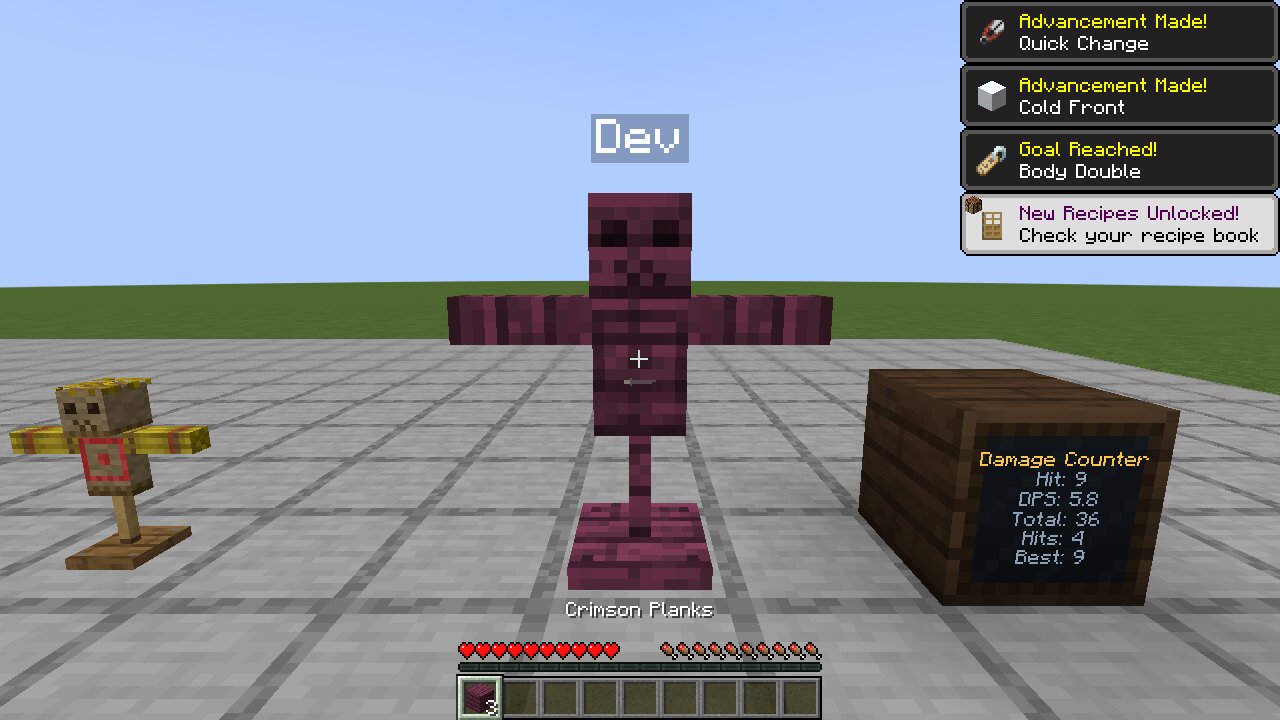 Advancement Made!
Quick Change
Advancement Made!
Cold Front
Goal Reached!
Body Double
New Recipes Unlocked!
Check your recipe book
Dev
Damage Counter
Hit: 9
DPS: 5.8
Total: 36
Hits: 4
Best: 9
Crimson Planks
3